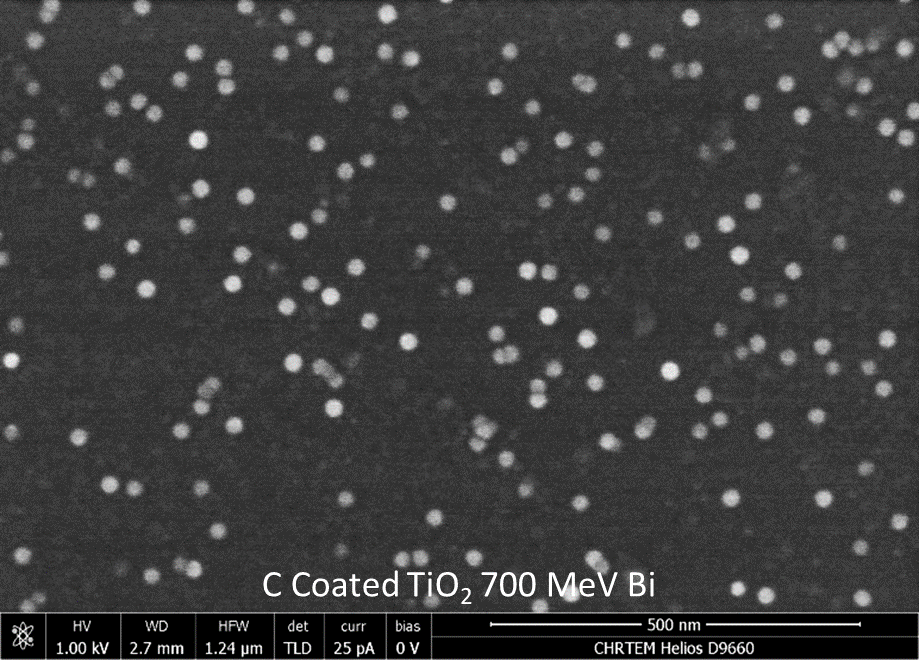 C Coated TiO₂ 700 MeV Bi
HV WD HFW det curr bias 500 nm
1.00 kV 2.7 mm 1.24 µm TLD 25 pA 0 V CHRTEM Helios D9660